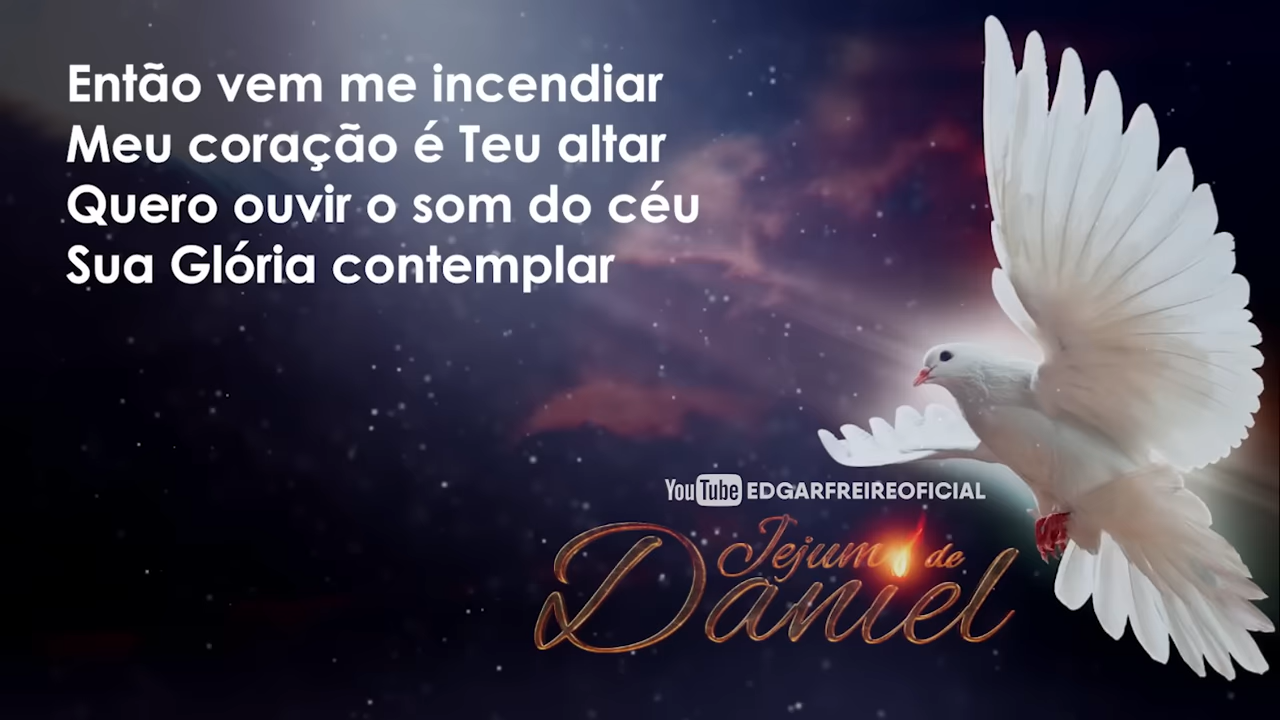 Então vem me incendiar
Meu coração é Teu altar
Quero ouvir o som do céu
Sua Glória contemplar
YouTube EDGARFREIREOFICIAL
Jejum de
Daniel